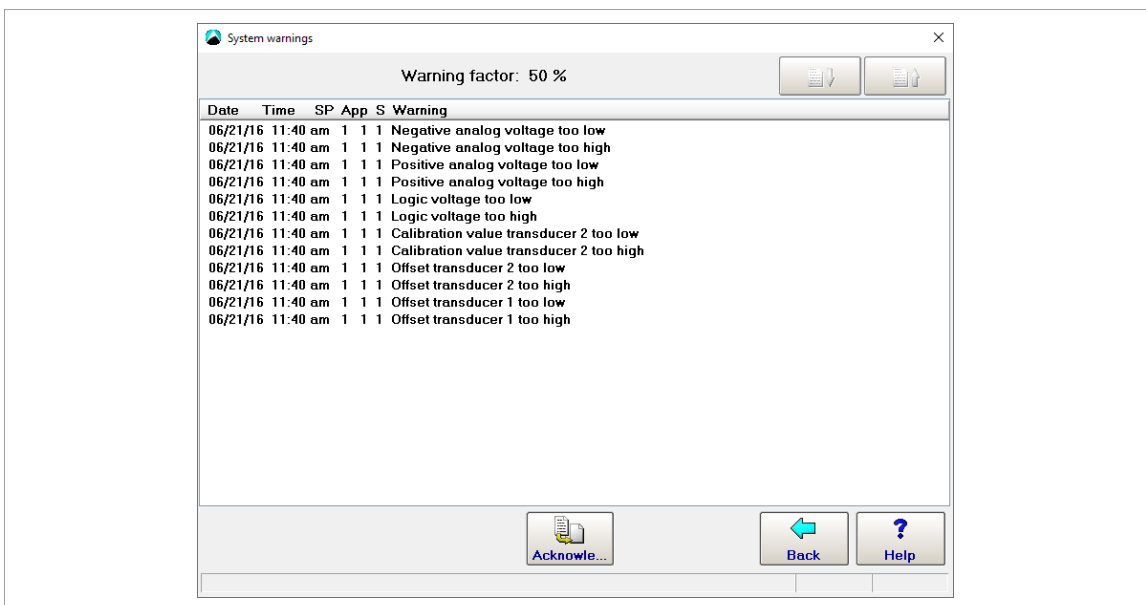 System warnings
Warning factor: 50 %
Date Time SP App S Warning
06/21/16 11:40 am 1 1 1 Negative analog voltage too low
06/21/16 11:40 am 1 1 1 Negative analog voltage too high
06/21/16 11:40 am 1 1 1 Positive analog voltage too low
06/21/16 11:40 am 1 1 1 Positive analog voltage too high
06/21/16 11:40 am 1 1 1 Logic voltage too low
06/21/16 11:40 am 1 1 1 Logic voltage too high
06/21/16 11:40 am 1 1 1 Calibration value transducer 2 too low
06/21/16 11:40 am 1 1 1 Calibration value transducer 2 too high
06/21/16 11:40 am 1 1 1 Offset transducer 2 too low
06/21/16 11:40 am 1 1 1 Offset transducer 2 too high
06/21/16 11:40 am 1 1 1 Offset transducer 1 too low
06/21/16 11:40 am 1 1 1 Offset transducer 1 too high
Acknowle... Back Help